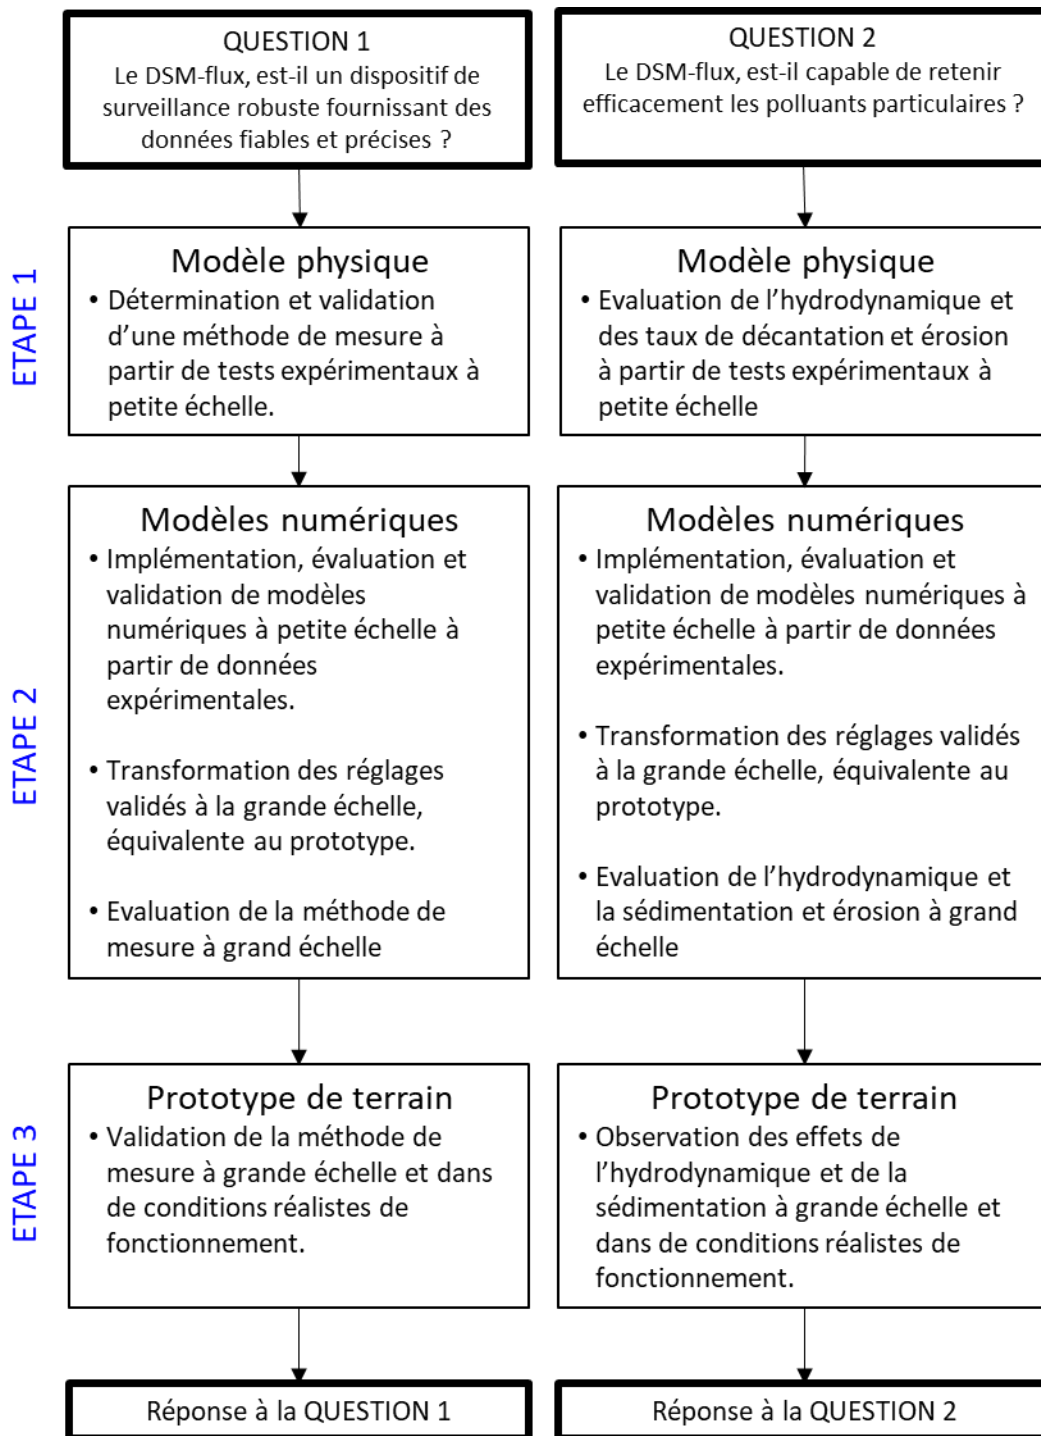 QUESTION 1
Le DSM-flux, est-il un dispositif de
surveillance robuste fournissant des
données fiables et précises ?
QUESTION 2
Le DSM-flux, est-il capable de retenir
efficacement les polluants particulaires ?
ETAPE 1
Modèle physique
• Détermination et validation
d’une méthode de mesure à
partir de tests expérimentaux à
petite échelle.
Modèle physique
• Evaluation de l’hydrodynamique et
des taux de décantation et érosion
à partir de tests expérimentaux à
petite échelle
ETAPE 2
Modèles numériques
• Implémentation, évaluation et
validation de modèles
numériques à petite échelle à
partir de données
expérimentales.
• Transformation des réglages
validés à la grande échelle,
équivalente au prototype.
• Evaluation de la méthode de
mesure à grand échelle
Modèles numériques
• Implémentation, évaluation et
validation de modèles numériques à
petite échelle à partir de données
expérimentales.
• Transformation des réglages validés
à la grande échelle, équivalente au
prototype.
• Evaluation de l’hydrodynamique et
la sédimentation et érosion à grand
échelle
ETAPE 3
Prototype de terrain
• Validation de la méthode de
mesure à grande échelle et dans
de conditions réalistes de
fonctionnement.
Prototype de terrain
• Observation des effets de
l’hydrodynamique et de la
sédimentation à grande échelle et
dans de conditions réalistes de
fonctionnement.
Réponse à la QUESTION 1
Réponse à la QUESTION 2